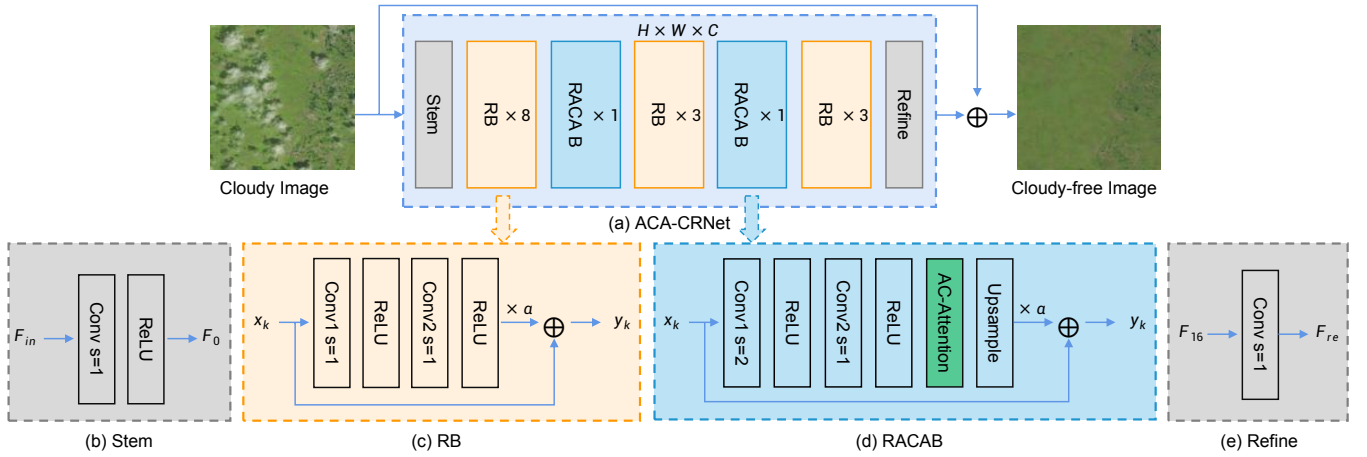 H × W × C
Stem
RB × 8
RACA B × 1
RB × 3
RACA B × 1
RB × 3
Refine
Cloudy Image
Cloudy-free Image
(a) ACA-CRNet
F_in
Conv s=1
ReLU
F_0
(b) Stem
x_k
Conv1 s=1
ReLU
Conv2 s=1
ReLU
× α
y_k
(c) RB
x_k
Conv1 s=2
ReLU
Conv2 s=1
ReLU
AC-Attention
Upsample
× α
y_k
(d) RACAB
F_16
Conv s=1
F_re
(e) Refine